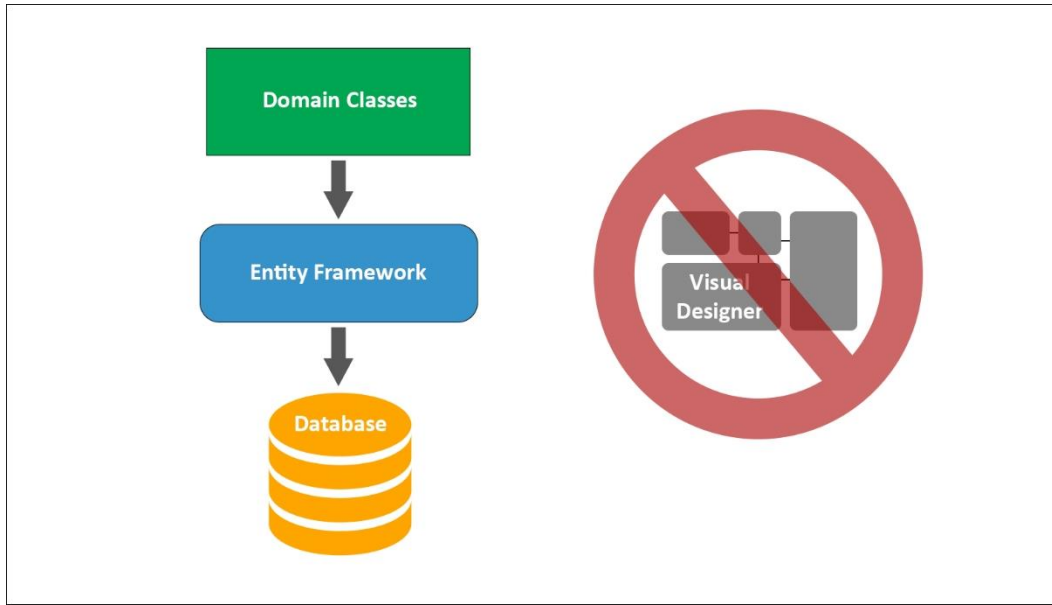 Domain Classes
Entity Framework
Database
Visual
Designer